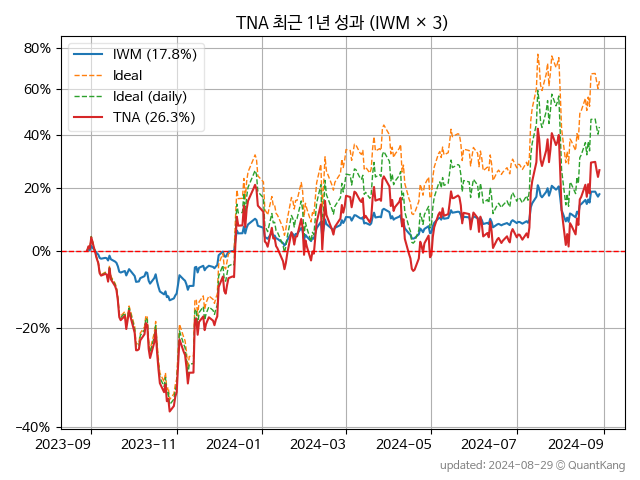 TNA 최근 1년 성과 (IWM × 3)
80%
60%
40%
20%
0%
−20%
−40%
IWM (17.8%)
Ideal
Ideal (daily)
TNA (26.3%)
2023-09
2023-11
2024-01
2024-03
2024-05
2024-07
2024-09
updated: 2024-08-29 © QuantKang